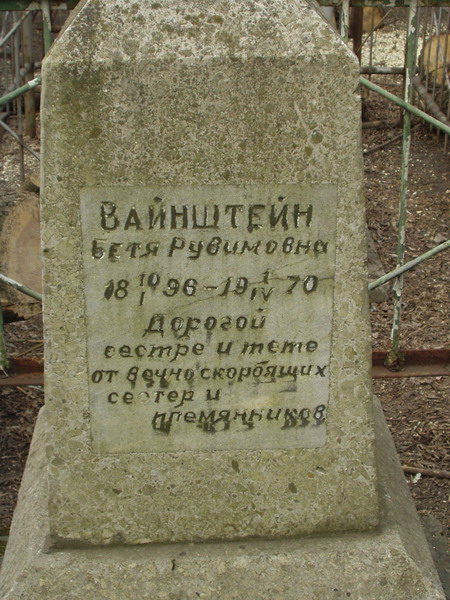 ВАЙНШТЕЙН
БЕТЯ РУВИМОВНА
18 10/I 96 - 19 1/IV 70
Дорогой
сестре и тете
от вечно скорбящих
сестер и
племянников